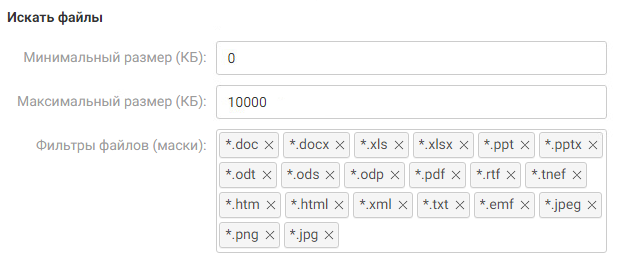 Искать файлы
Минимальный размер (КБ): 0
Максимальный размер (КБ): 10000
Фильтры файлов (маски): *.doc × *.docx × *.xls × *.xlsx × *.ppt × *.pptx ×
*.odt × *.ods × *.odp × *.pdf × *.rtf × *.tnef ×
*.htm × *.html × *.xml × *.txt × *.emf × *.jpeg ×
*.png × *.jpg ×